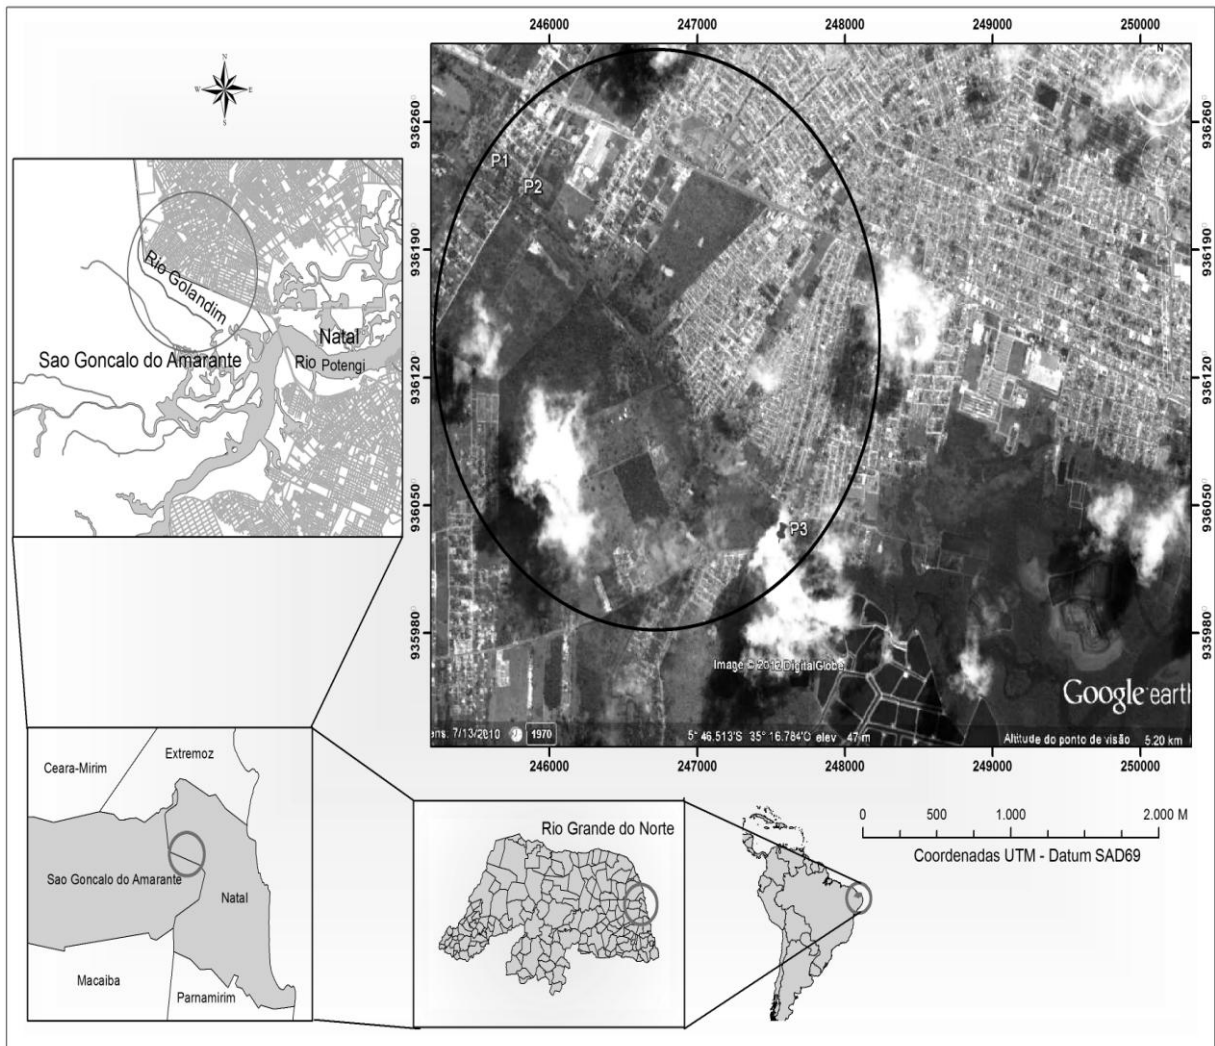 246000 247000 248000 249000 250000
N
N
W E
S
936260
936190
936120
936050
935980
936260
936190
936120
936050
935980
P1
P2
P3
Rio Golandim
Natal
Sao Goncalo do Amarante
Rio Potengi
Image © 2012 DigitalGlobe
Google earth
7/13/2010
1970
5° 46.513'S 35° 16.784'O elev 47 m
Altitude do ponto de visão 5.20 km
246000 247000 248000 249000 250000
Extremoz
Ceara-Mirim
Sao Goncalo do Amarante
Natal
Macaiba
Parnamirim
Rio Grande do Norte
0 500 1.000 2.000 M
Coordenadas UTM - Datum SAD69